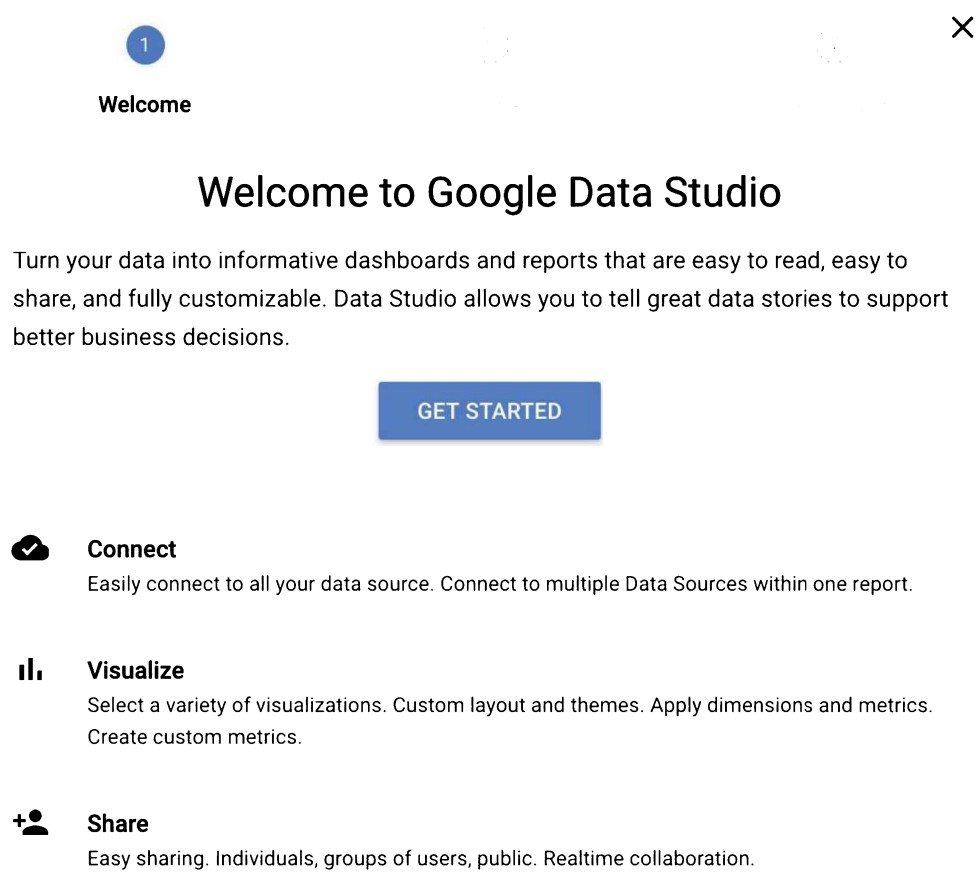 1
Welcome
Welcome to Google Data Studio
Turn your data into informative dashboards and reports that are easy to read, easy to
share, and fully customizable. Data Studio allows you to tell great data stories to support
better business decisions.
GET STARTED
Connect
Easily connect to all your data source. Connect to multiple Data Sources within one report.
Visualize
Select a variety of visualizations. Custom layout and themes. Apply dimensions and metrics.
Create custom metrics.
Share
Easy sharing. Individuals, groups of users, public. Realtime collaboration.